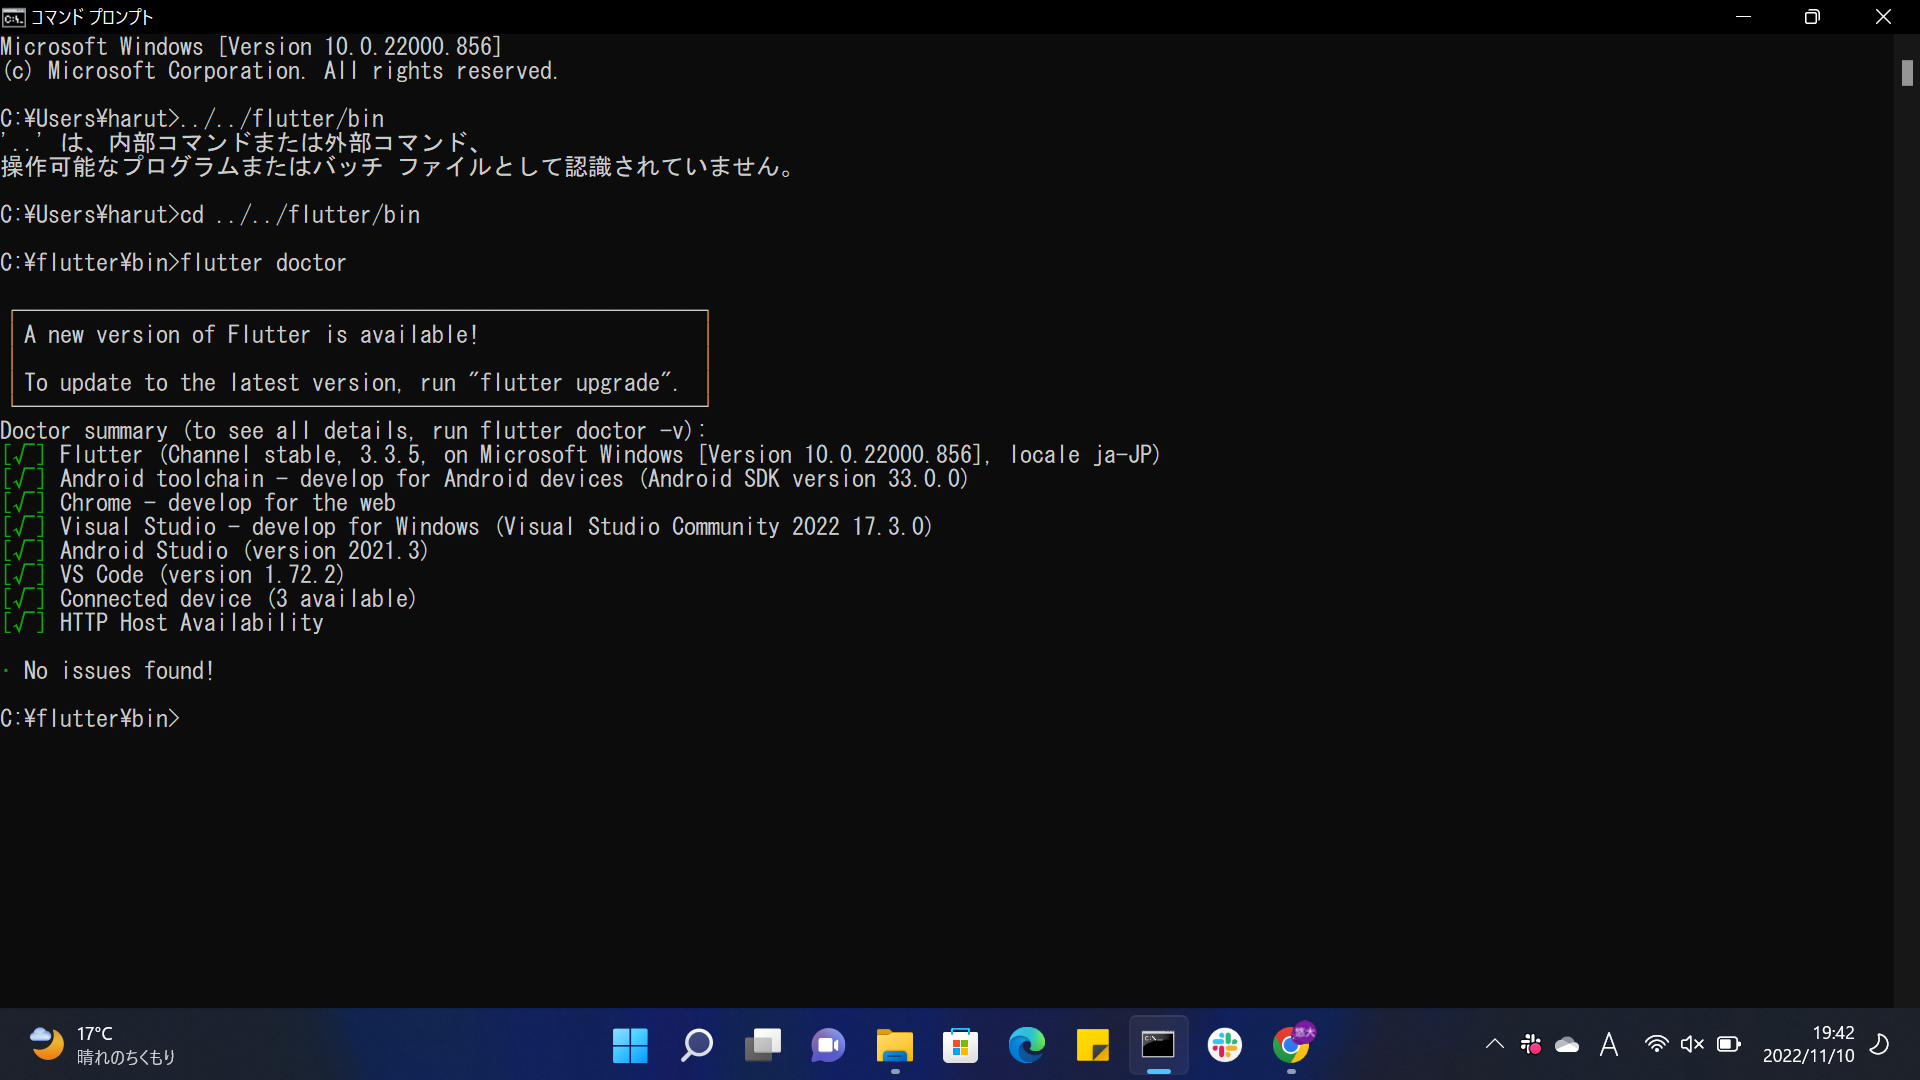 コマンド プロンプト
Microsoft Windows [Version 10.0.22000.856]
(c) Microsoft Corporation. All rights reserved.
C:¥Users¥harut>../../flutter/bin
'..' は、内部コマンドまたは外部コマンド、
操作可能なプログラムまたはバッチ ファイルとして認識されていません。
C:¥Users¥harut>cd ../../flutter/bin
C:¥flutter¥bin>flutter doctor
A new version of Flutter is available!
To update to the latest version, run "flutter upgrade".
Doctor summary (to see all details, run flutter doctor -v):
[√] Flutter (Channel stable, 3.3.5, on Microsoft Windows [Version 10.0.22000.856], locale ja-JP)
[√] Android toolchain - develop for Android devices (Android SDK version 33.0.0)
[√] Chrome - develop for the web
[√] Visual Studio - develop for Windows (Visual Studio Community 2022 17.3.0)
[√] Android Studio (version 2021.3)
[√] VS Code (version 1.72.2)
[√] Connected device (3 available)
[√] HTTP Host Availability
· No issues found!
C:¥flutter¥bin>
17°C
晴れのちくもり
悠大
A
19:42
2022/11/10